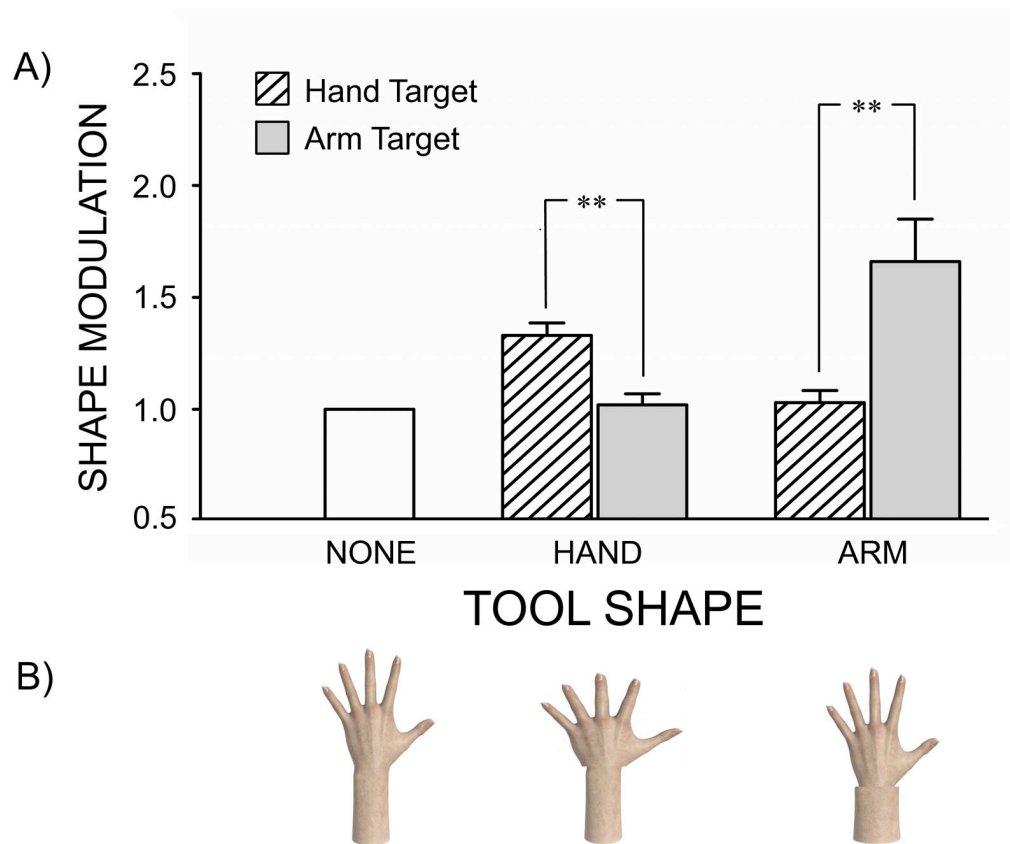 A)
SHAPE MODULATION
2.5
2.0
1.5
1.0
0.5
Hand Target
Arm Target
**
**
NONE HAND ARM
TOOL SHAPE
B)